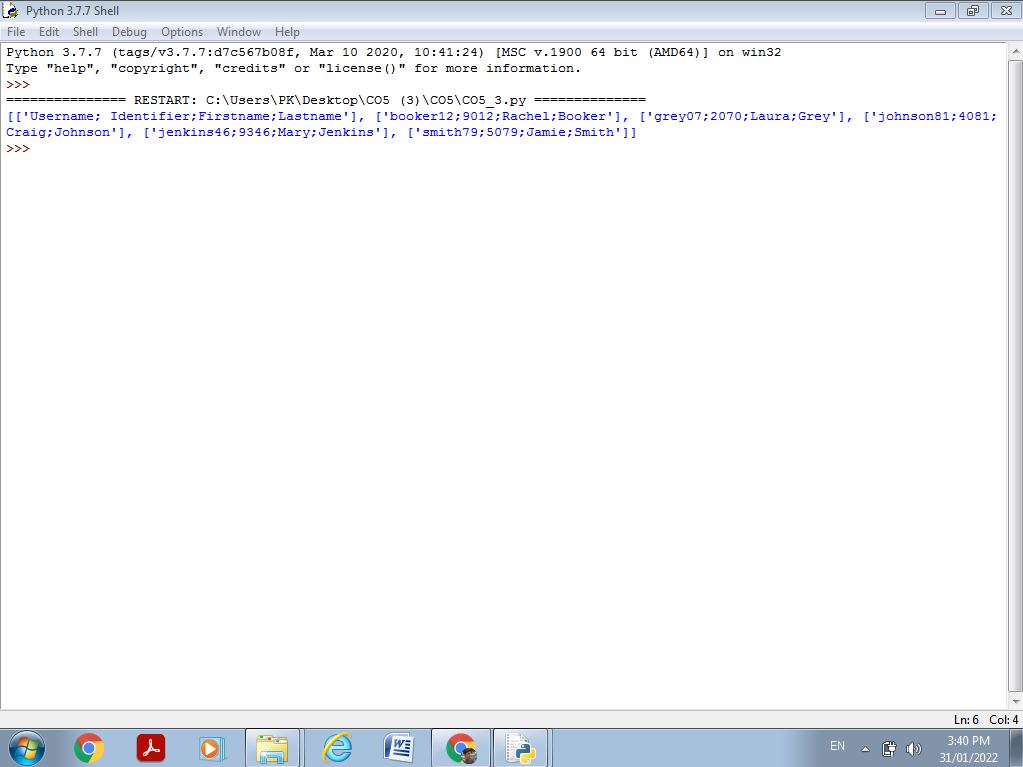 Python 3.7.7 Shell
File Edit Shell Debug Options Window Help
Python 3.7.7 (tags/v3.7.7:d7c567b08f, Mar 10 2020, 10:41:24) [MSC v.1900 64 bit (AMD64)] on win32
Type "help", "copyright", "credits" or "license()" for more information.
>>>
=============== RESTART: C:\Users\PK\Desktop\CO5 (3)\CO5\CO5_3.py ==============
[['Username; Identifier;Firstname;Lastname'], ['booker12;9012;Rachel;Booker'], ['grey07;2070;Laura;Grey'], ['johnson81;4081;
Craig;Johnson'], ['jenkins46;9346;Mary;Jenkins'], ['smith79;5079;Jamie;Smith']]
>>>
Ln: 6 Col: 4
EN
3:40 PM
31/01/2022